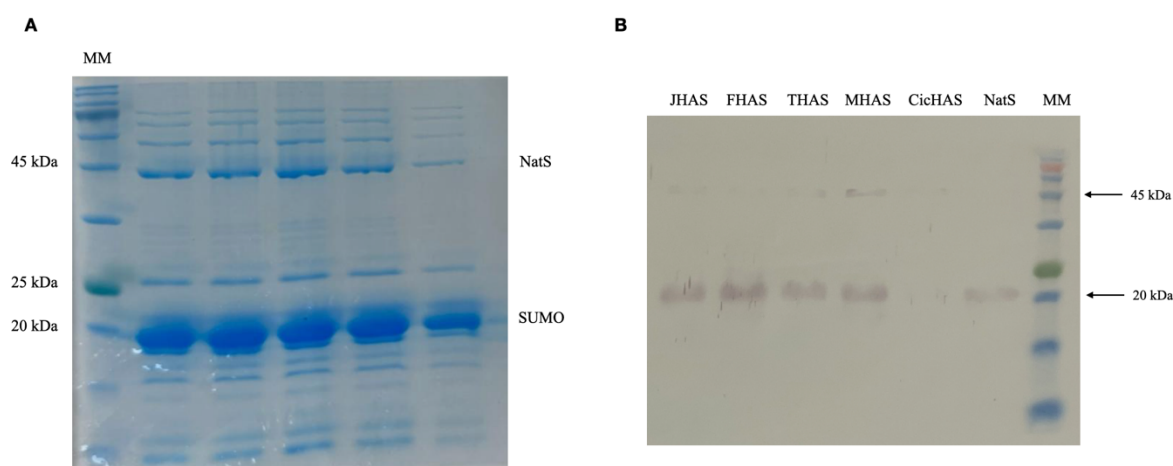 A
MM
45 kDa
25 kDa
20 kDa
NatS
SUMO
B
JHAS FHAS THAS MHAS CicHAS NatS MM
45 kDa
20 kDa